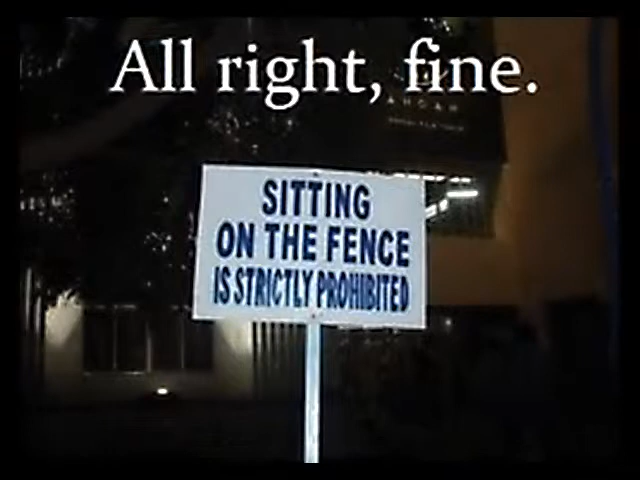 All right, fine.
SITTING
ON THE FENCE
IS STRICTLY PROHIBITED